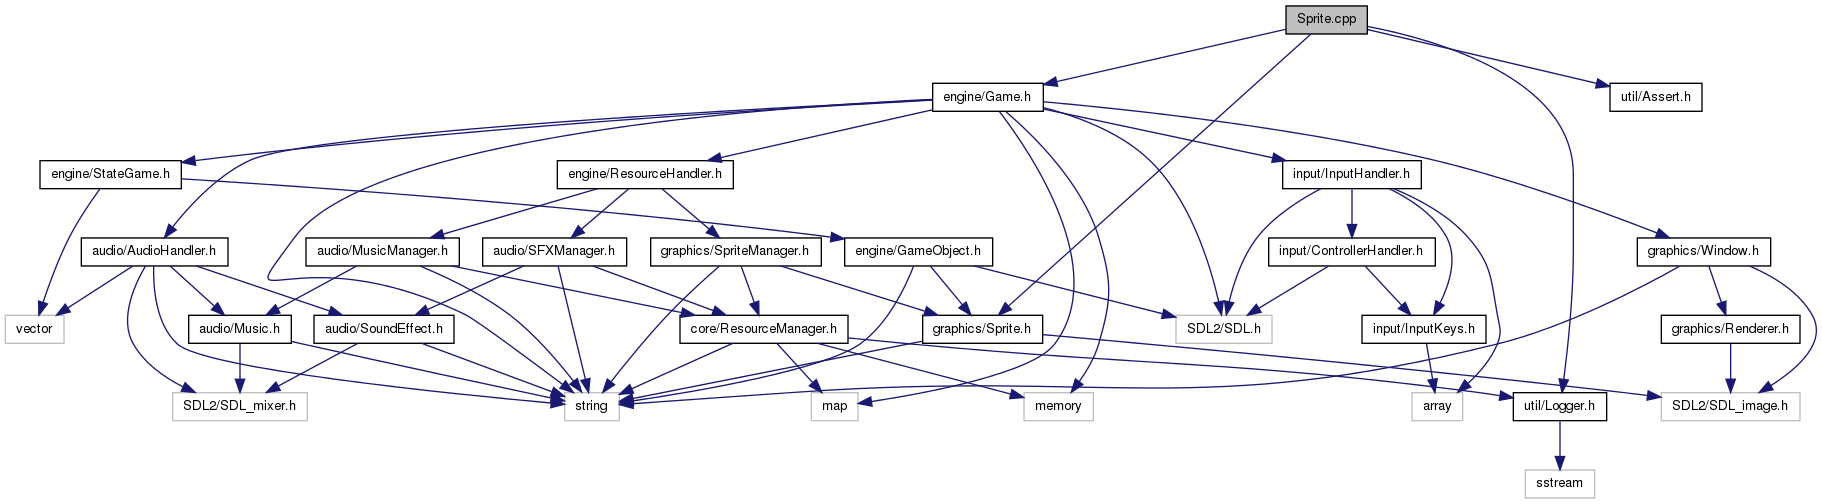 Sprite.cpp
engine/Game.h
util/Assert.h
engine/StateGame.h
engine/ResourceHandler.h
input/InputHandler.h
audio/AudioHandler.h
audio/MusicManager.h
audio/SFXManager.h
graphics/SpriteManager.h
engine/GameObject.h
input/ControllerHandler.h
graphics/Window.h
vector
audio/Music.h
audio/SoundEffect.h
core/ResourceManager.h
graphics/Sprite.h
SDL2/SDL.h
input/InputKeys.h
graphics/Renderer.h
SDL2/SDL_mixer.h
string
map
memory
array
util/Logger.h
SDL2/SDL_image.h
sstream